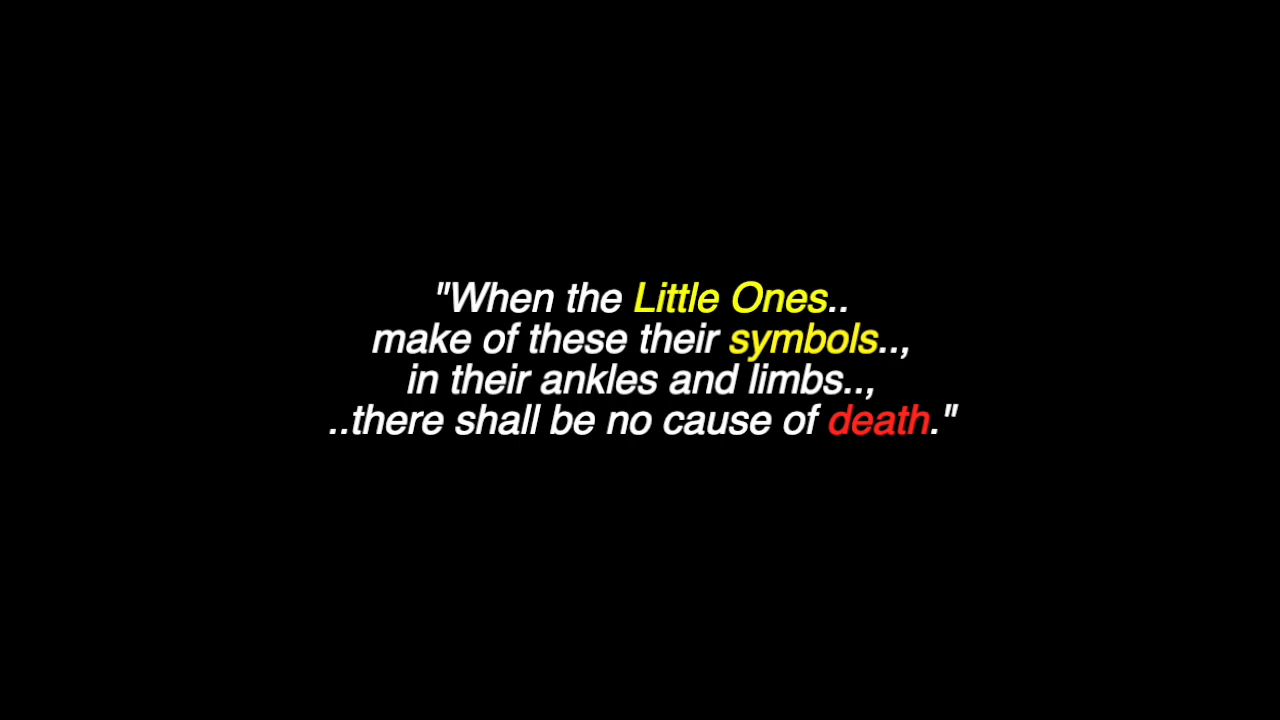 "When the Little Ones..
make of these their symbols..,
in their ankles and limbs..,
..there shall be no cause of death."